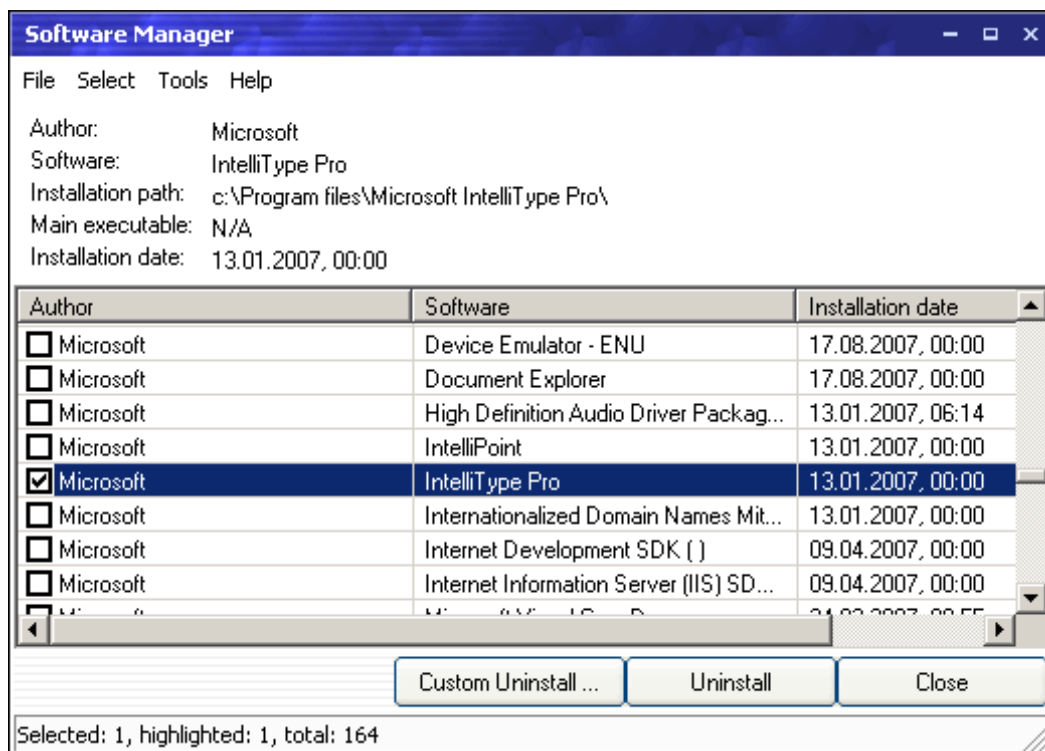 Software Manager
File Select Tools Help
Author: Microsoft
Software: IntelliType Pro
Installation path: c:\Program files\Microsoft IntelliType Pro\
Main executable: N/A
Installation date: 13.01.2007, 00:00
Author Software Installation date
Microsoft Device Emulator - ENU 17.08.2007, 00:00
Microsoft Document Explorer 17.08.2007, 00:00
Microsoft High Definition Audio Driver Packag... 13.01.2007, 06:14
Microsoft IntelliPoint 13.01.2007, 00:00
Microsoft IntelliType Pro 13.01.2007, 00:00
Microsoft Internationalized Domain Names Mit... 13.01.2007, 00:00
Microsoft Internet Development SDK ( ) 09.04.2007, 00:00
Microsoft Internet Information Server (IIS) SD... 09.04.2007, 00:00
Custom Uninstall ... Uninstall Close
Selected: 1, highlighted: 1, total: 164